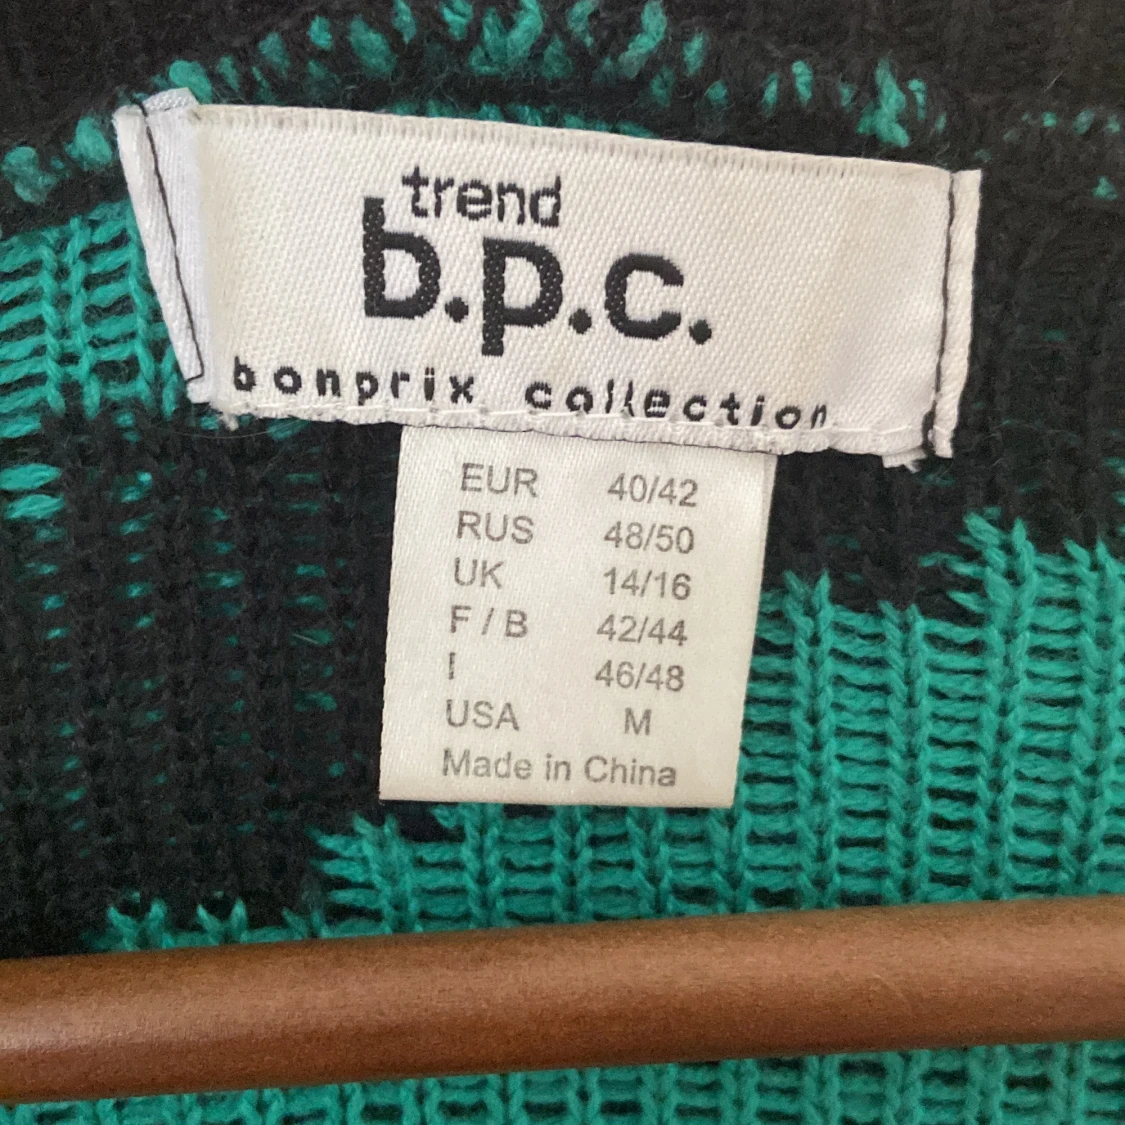 trend
b.p.c.
bonprix collection
EUR 40/42
RUS 48/50
UK 14/16
F / B 42/44
I 46/48
USA M
Made in China